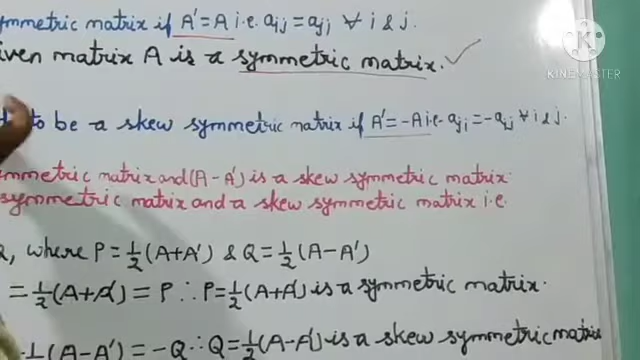 ymmetric matrix if A' = A i.e. aij = aji ∀ i & j.
iven matrix A is a symmetric matrix.
KINEMASTER
to be a skew symmetric matrix if A' = -A i.e. aji = -aij ∀ i & j.
mmetric matrix and (A - A') is a skew symmetric matrix.
symmetric matrix and a skew symmetric matrix i.e.
Q, where P = 1/2 (A+A') & Q = 1/2 (A - A')
= 1/2 (A+A') = P ∴ P = 1/2 (A+A') is a symmetric matrix.
1/2 (A - A') = -Q ∴ Q = 1/2 (A - A') is a skew symmetric matrix